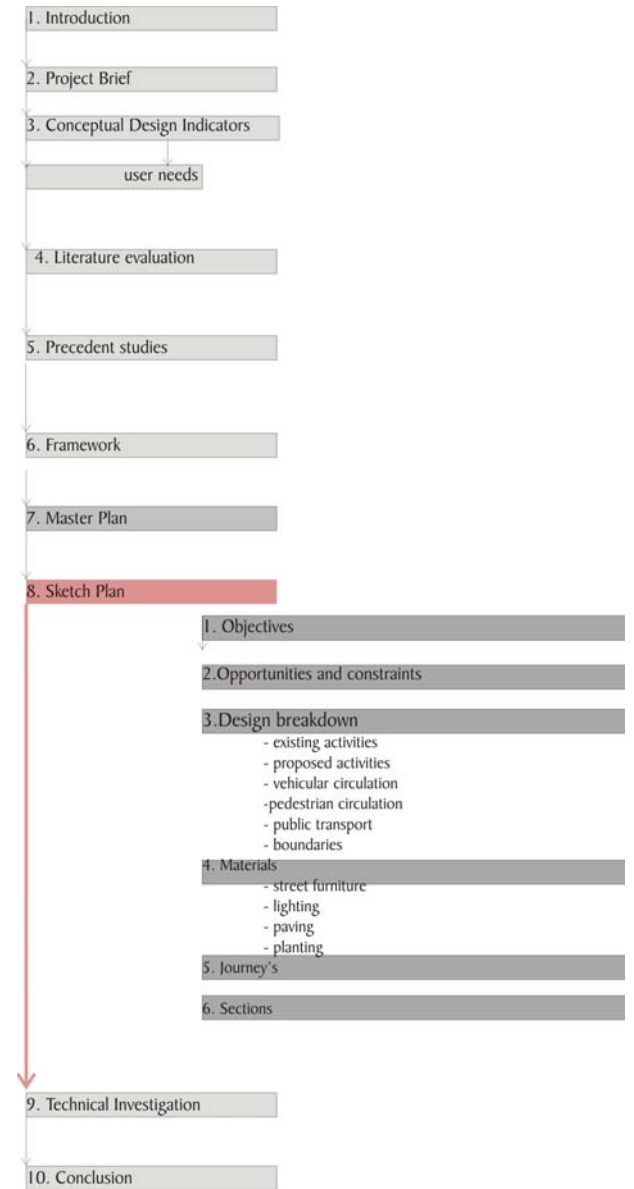 1. Introduction
2. Project Brief
3. Conceptual Design Indicators
user needs
4. Literature evaluation
5. Precedent studies
6. Framework
7. Master Plan
8. Sketch Plan
1. Objectives
2.Opportunities and constraints
3.Design breakdown
- existing activities
- proposed activities
- vehicular circulation
-pedestrian circulation
- public transport
- boundaries
4. Materials
- street furniture
- lighting
- paving
- planting
5. Journey's
6. Sections
9. Technical Investigation
10. Conclusion